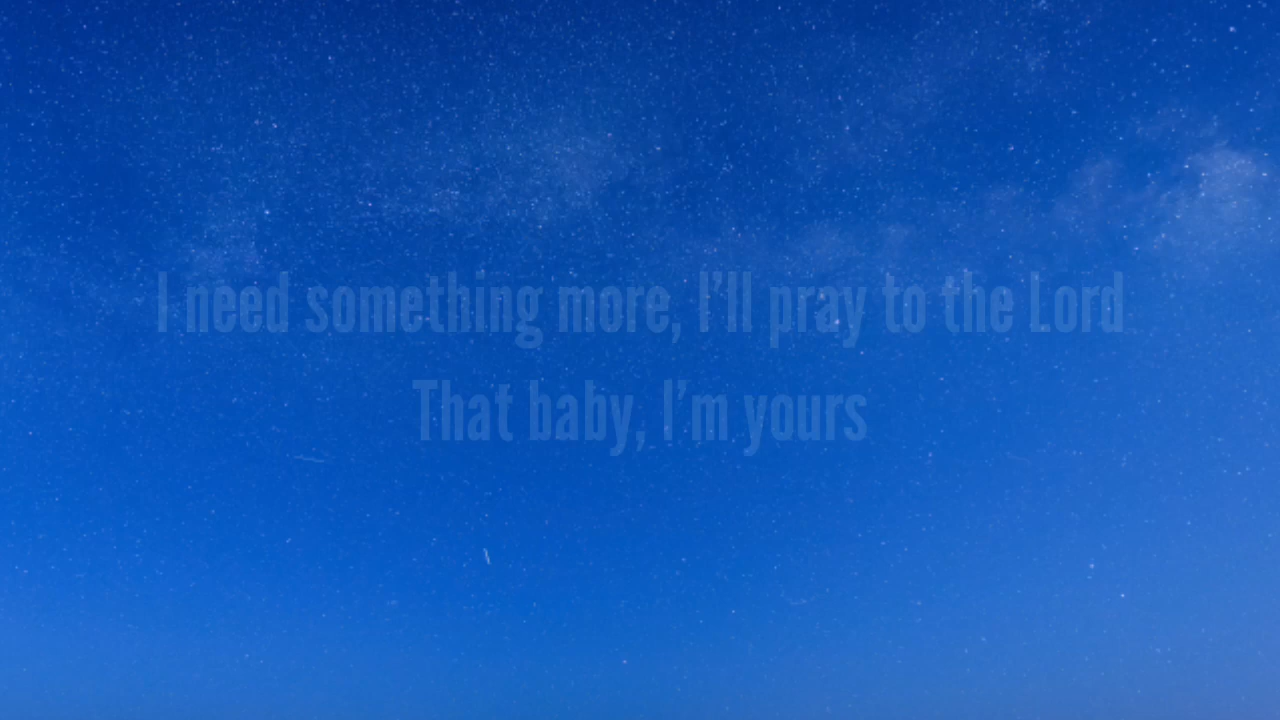 I need something more, I’ll pray to the Lord
That baby, I’m yours